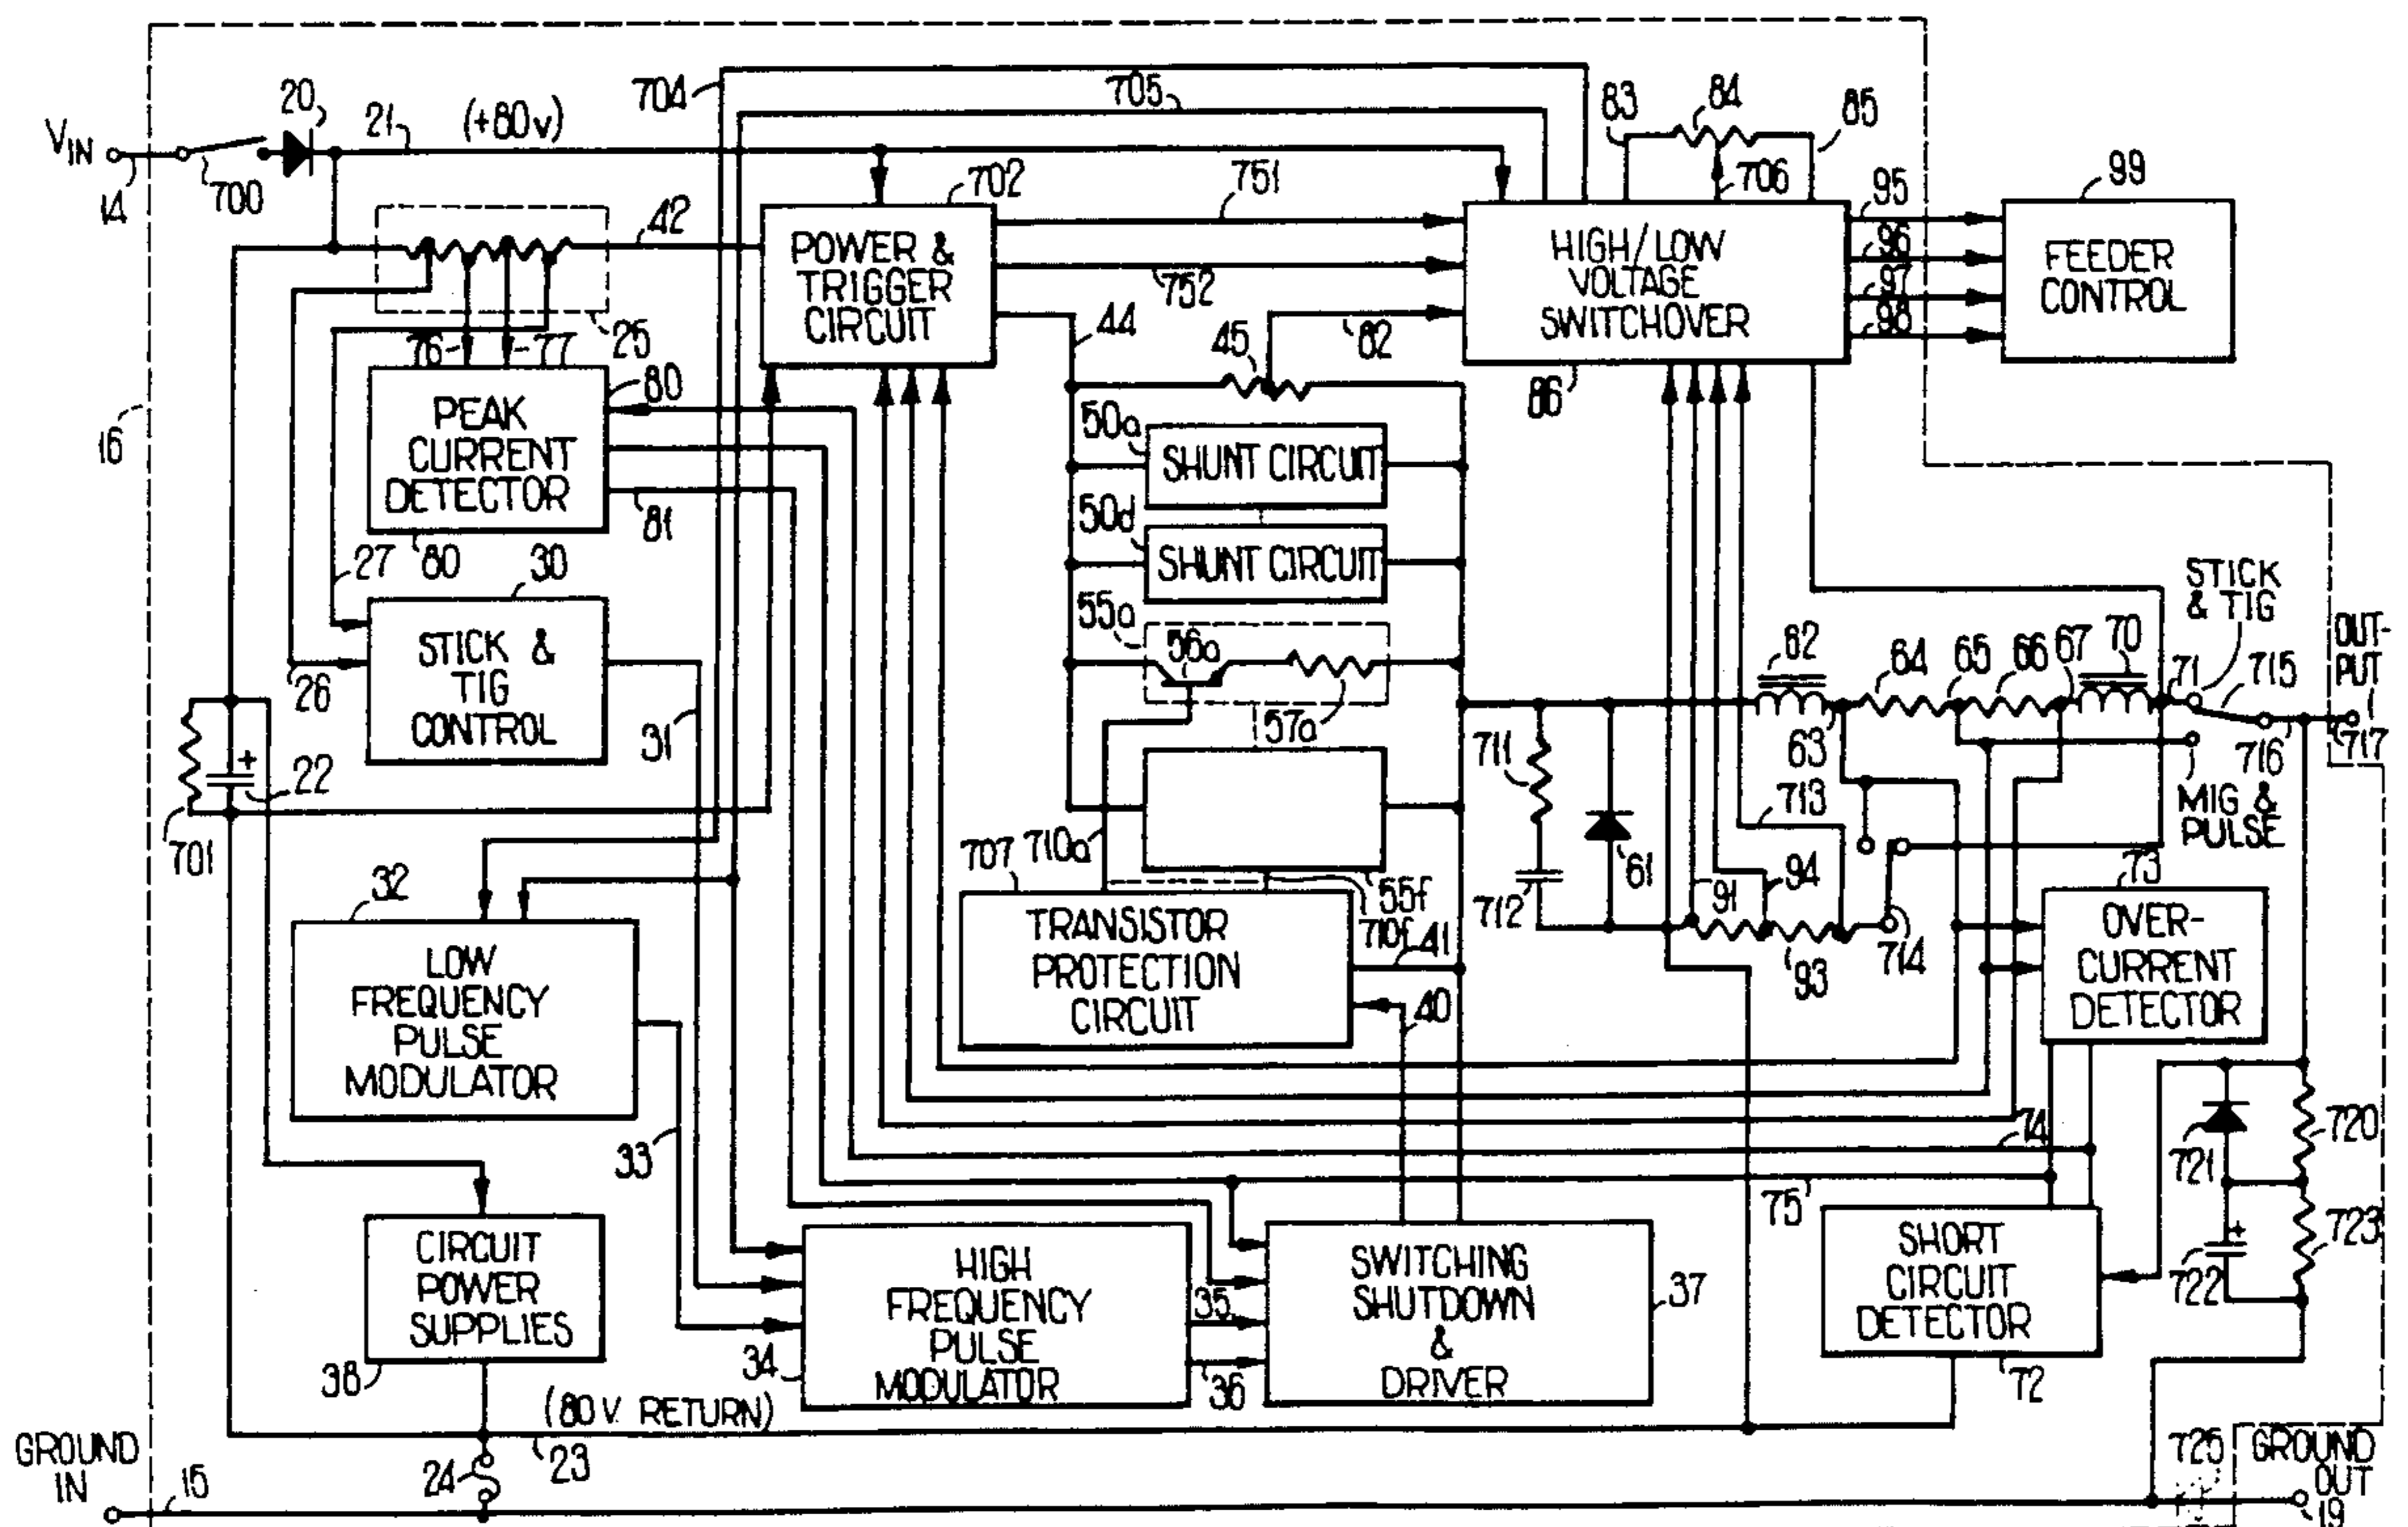 V IN
14
700
20
21
(+80v)
704
705
83
84
85
706
702
751
752
42
25
76
77
POWER &
TRIGGER
CIRCUIT
HIGH/LOW
VOLTAGE
SWITCHOVER
86
95
96
97
98
99
FEEDER
CONTROL
16
80
PEAK
CURRENT
DETECTOR
80
81
44
45
82
50a
SHUNT CIRCUIT
50d
SHUNT CIRCUIT
55a
56a
57a
27
30
STICK &
TIG
CONTROL
26
31
22
+
701
STICK
& TIG
62
63
64
65
66
67
70
71
715
OUT-
PUT
716
717
MIG &
PULSE
711
712
61
713
91
94
93
714
73
OVER-
CURRENT
DETECTOR
707
710a
55f
710f
TRANSISTOR
PROTECTION
CIRCUIT
41
40
32
LOW
FREQUENCY
PULSE
MODULATOR
33
74
75
721
720
+
722
723
CIRCUIT
POWER
SUPPLIES
38
34
HIGH
FREQUENCY
PULSE
MODULATOR
35
36
SWITCHING
SHUTDOWN
&
DRIVER
37
SHORT
CIRCUIT
DETECTOR
72
(80 V. RETURN)
23
24
GROUND
IN
15
725
GROUND
OUT
19